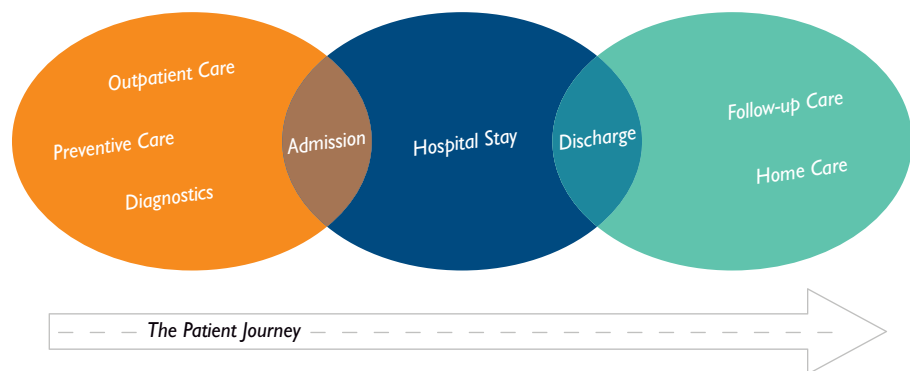 Outpatient Care
Preventive Care
Diagnostics
Admission
Hospital Stay
Discharge
Follow-up Care
Home Care
The Patient Journey